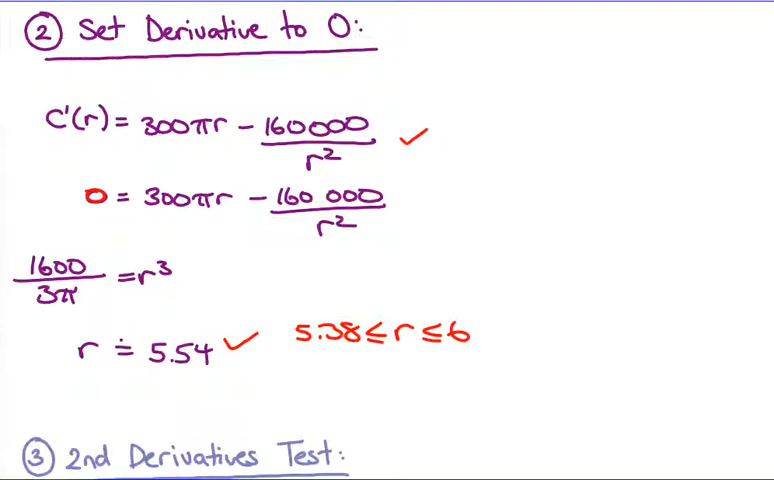 ② Set Derivative to 0:
C'(r) = 300πr − 160000/r² ✓
0 = 300πr − 160 000/r²
1600/3π = r³
r ≐ 5.54 ✓ 5.38 ≤ r ≤ 6
③ 2nd Derivatives Test: